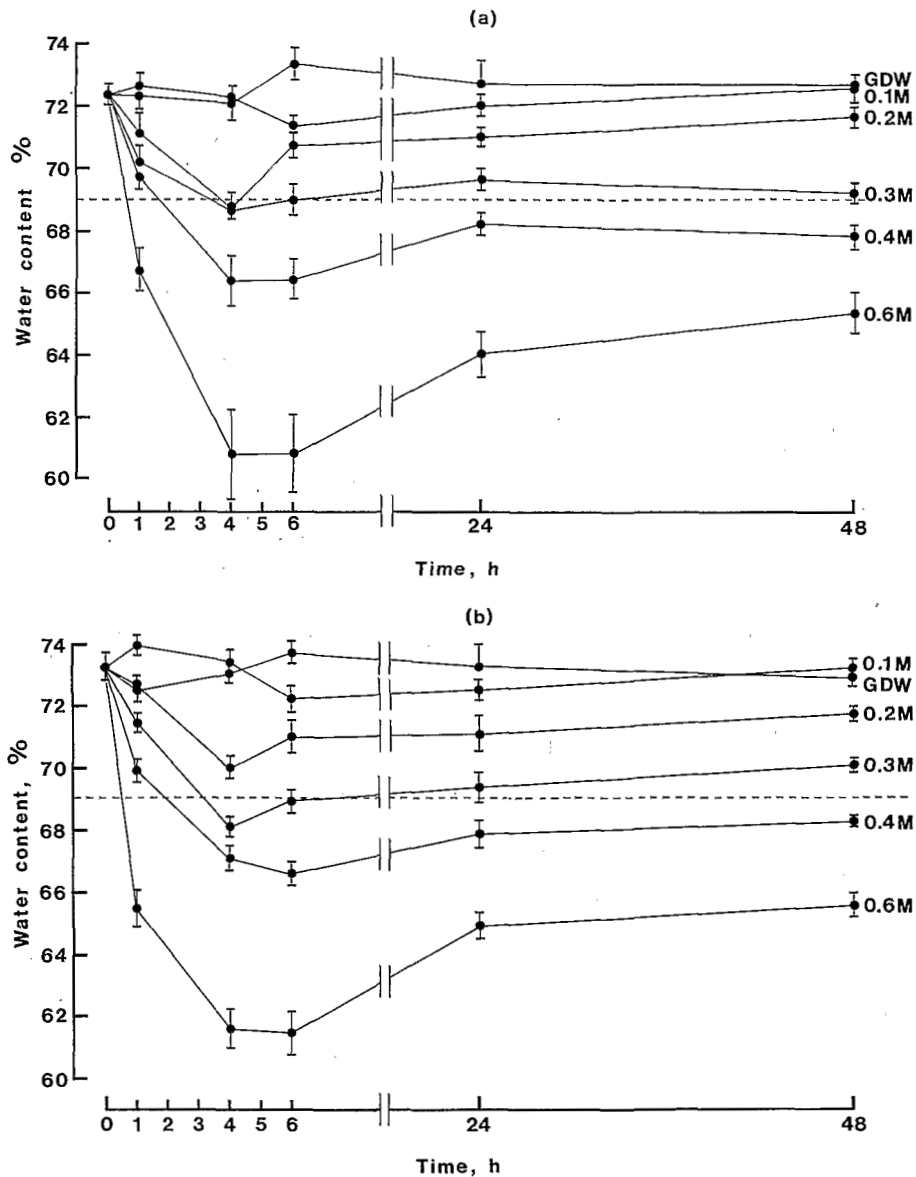 (a)
74
72
70
68
66
64
62
60
Water content %
GDW
0.1M
0.2M
0.3M
0.4M
0.6M
0 1 2 3 4 5 6 24 48
Time, h
(b)
74
72
70
68
66
64
62
60
Water content, %
0.1M
GDW
0.2M
0.3M
0.4M
0.6M
0 1 2 3 4 5 6 24 48
Time, h